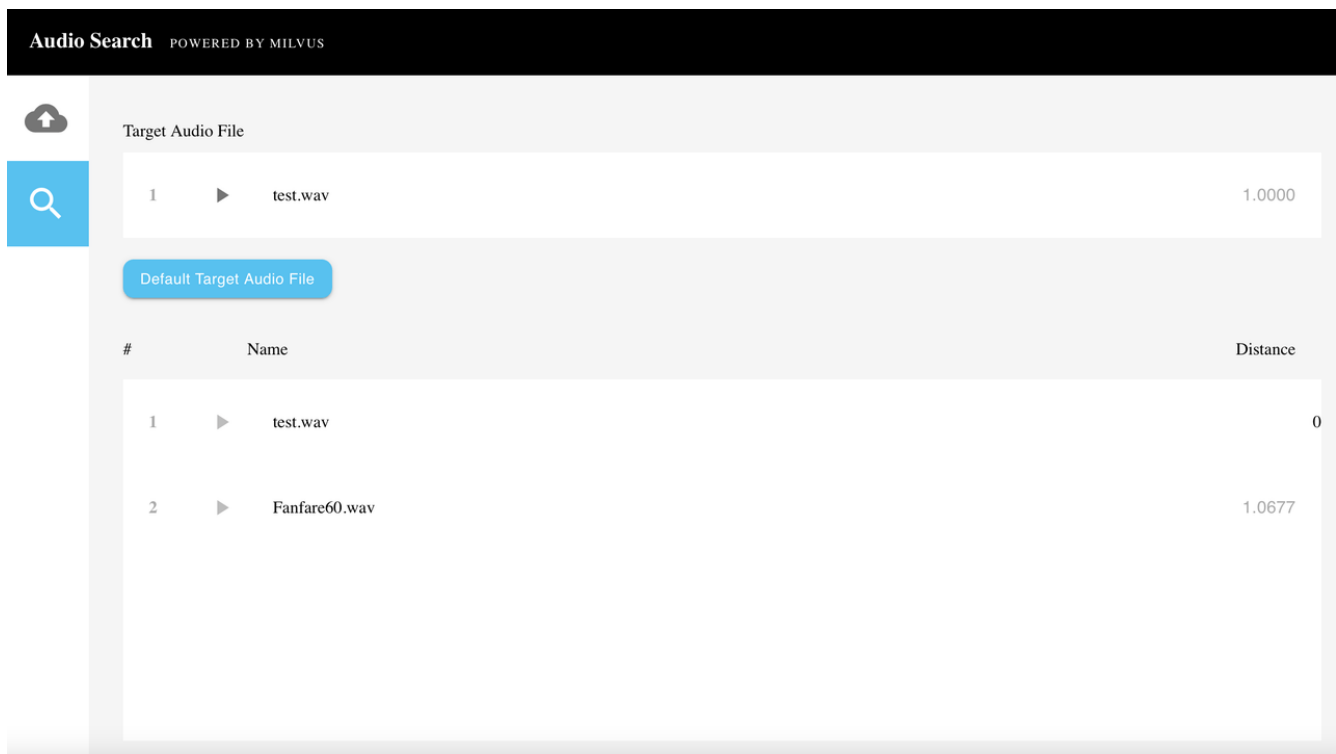 Audio Search POWERED BY MILVUS
Target Audio File
1 test.wav 1.0000
Default Target Audio File
# Name Distance
1 test.wav 0
2 Fanfare60.wav 1.0677